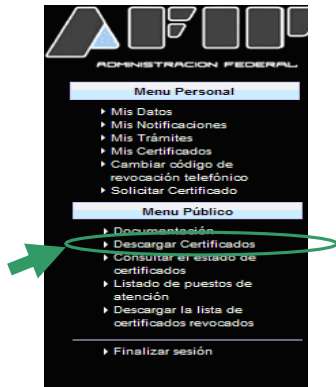 AFIP
ADMINISTRACION FEDERAL
Menu Personal
Mis Datos
Mis Notificaciones
Mis Trámites
Mis Certificados
Cambiar código de
revocación telefónico
Solicitar Certificado
Menu Público
Documentación
Descargar Certificados
Consultar el estado de
certificados
Listado de puestos de
atención
Descargar la lista de
certificados revocados
Finalizar sesión